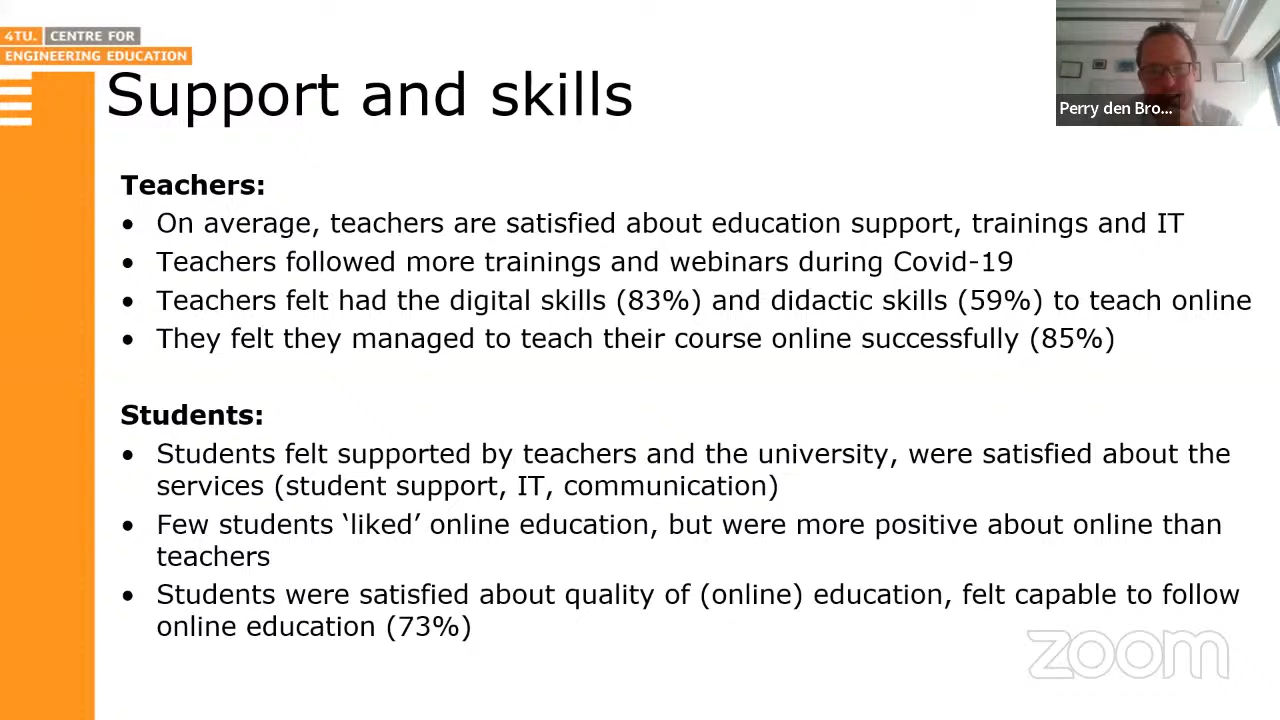 4TU. CENTRE FOR
ENGINEERING EDUCATION
Support and skills
Perry den Bro...
Teachers:
• On average, teachers are satisfied about education support, trainings and IT
• Teachers followed more trainings and webinars during Covid-19
• Teachers felt had the digital skills (83%) and didactic skills (59%) to teach online
• They felt they managed to teach their course online successfully (85%)
Students:
• Students felt supported by teachers and the university, were satisfied about the
services (student support, IT, communication)
• Few students ‘liked’ online education, but were more positive about online than
teachers
• Students were satisfied about quality of (online) education, felt capable to follow
online education (73%)
zoom